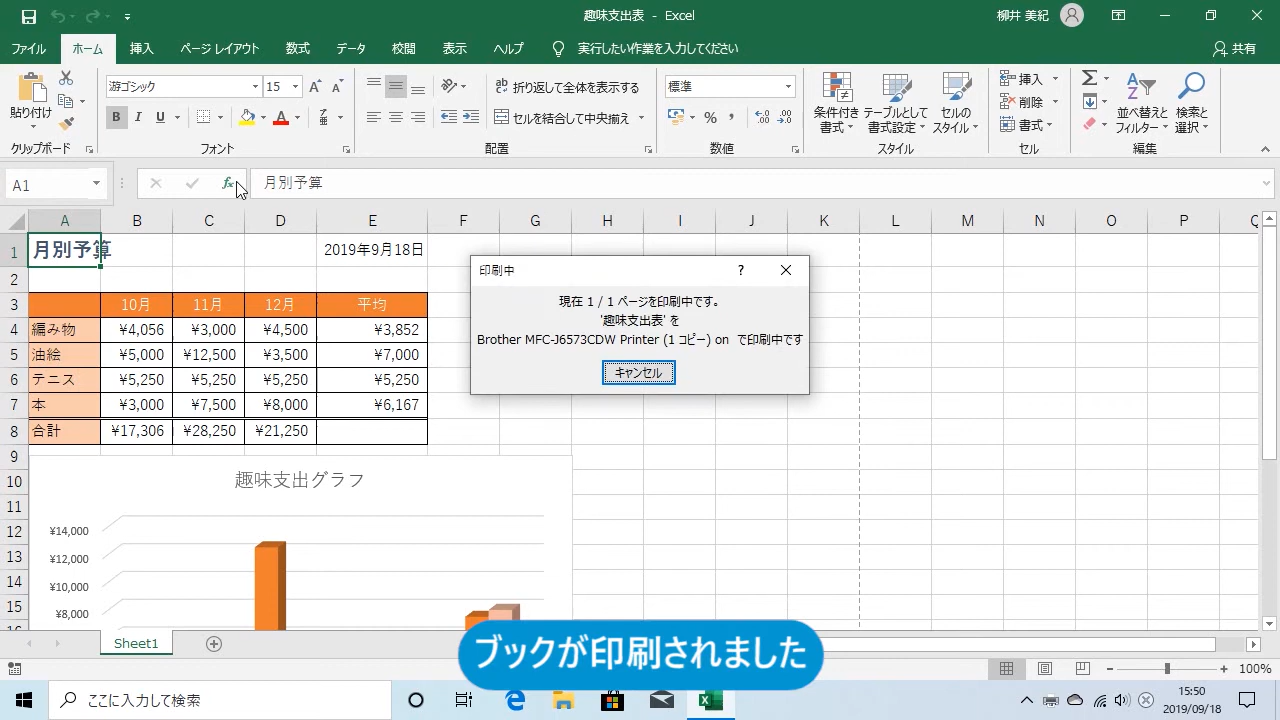 趣味支出表 - Excel
柳井 美紀
ファイル ホーム 挿入 ページ レイアウト 数式 データ 校閲 表示 ヘルプ 実行したい作業を入力してください 共有
游ゴシック 15 折り返して全体を表示する 標準
貼り付け B I U セルを結合して中央揃え % 条件付き書式 テーブルとして書式設定 セルのスタイル 挿入 削除 書式 並べ替えとフィルター 検索と選択
クリップボード フォント 配置 数値 スタイル セル 編集
A1 fx 月別予算
A B C D E F G H I J K L M N O P Q
1 月別予算 2019年9月18日
2
3 10月 11月 12月 平均
4 編み物 ¥4,056 ¥3,000 ¥4,500 ¥3,852
5 油絵 ¥5,000 ¥12,500 ¥3,500 ¥7,000
6 テニス ¥5,250 ¥5,250 ¥5,250 ¥5,250
7 本 ¥3,000 ¥7,500 ¥8,000 ¥6,167
8 合計 ¥17,306 ¥28,250 ¥21,250
9
10
11
12
13
14
15
趣味支出グラフ
¥14,000
¥12,000
¥10,000
¥8,000
印刷中 ?
現在 1 / 1 ページを印刷中です。
'趣味支出表' を
Brother MFC-J6573CDW Printer (1 コピー) on で印刷中です
キャンセル
Sheet1
ブックが印刷されました
100%
ここに入力して検索
15:50
2019/09/18